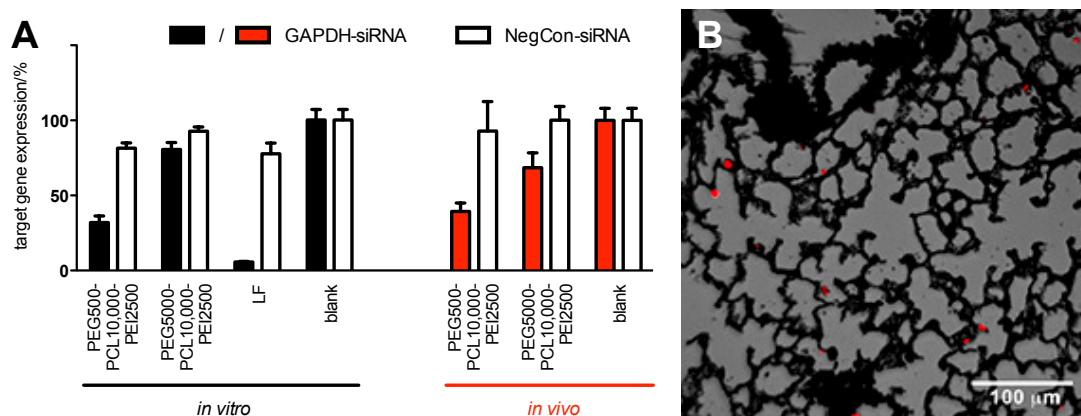 A
B
/ GAPDH-siRNA NegCon-siRNA
target gene expression/%
100
50
0
PEG500-
PCL10,000-
PEI2500
PEG5000-
PCL10,000-
PEI2500
LF
blank
PEG500-
PCL10,000-
PEI2500
PEG5000-
PCL10,000-
PEI2500
blank
in vitro
in vivo
100 µm